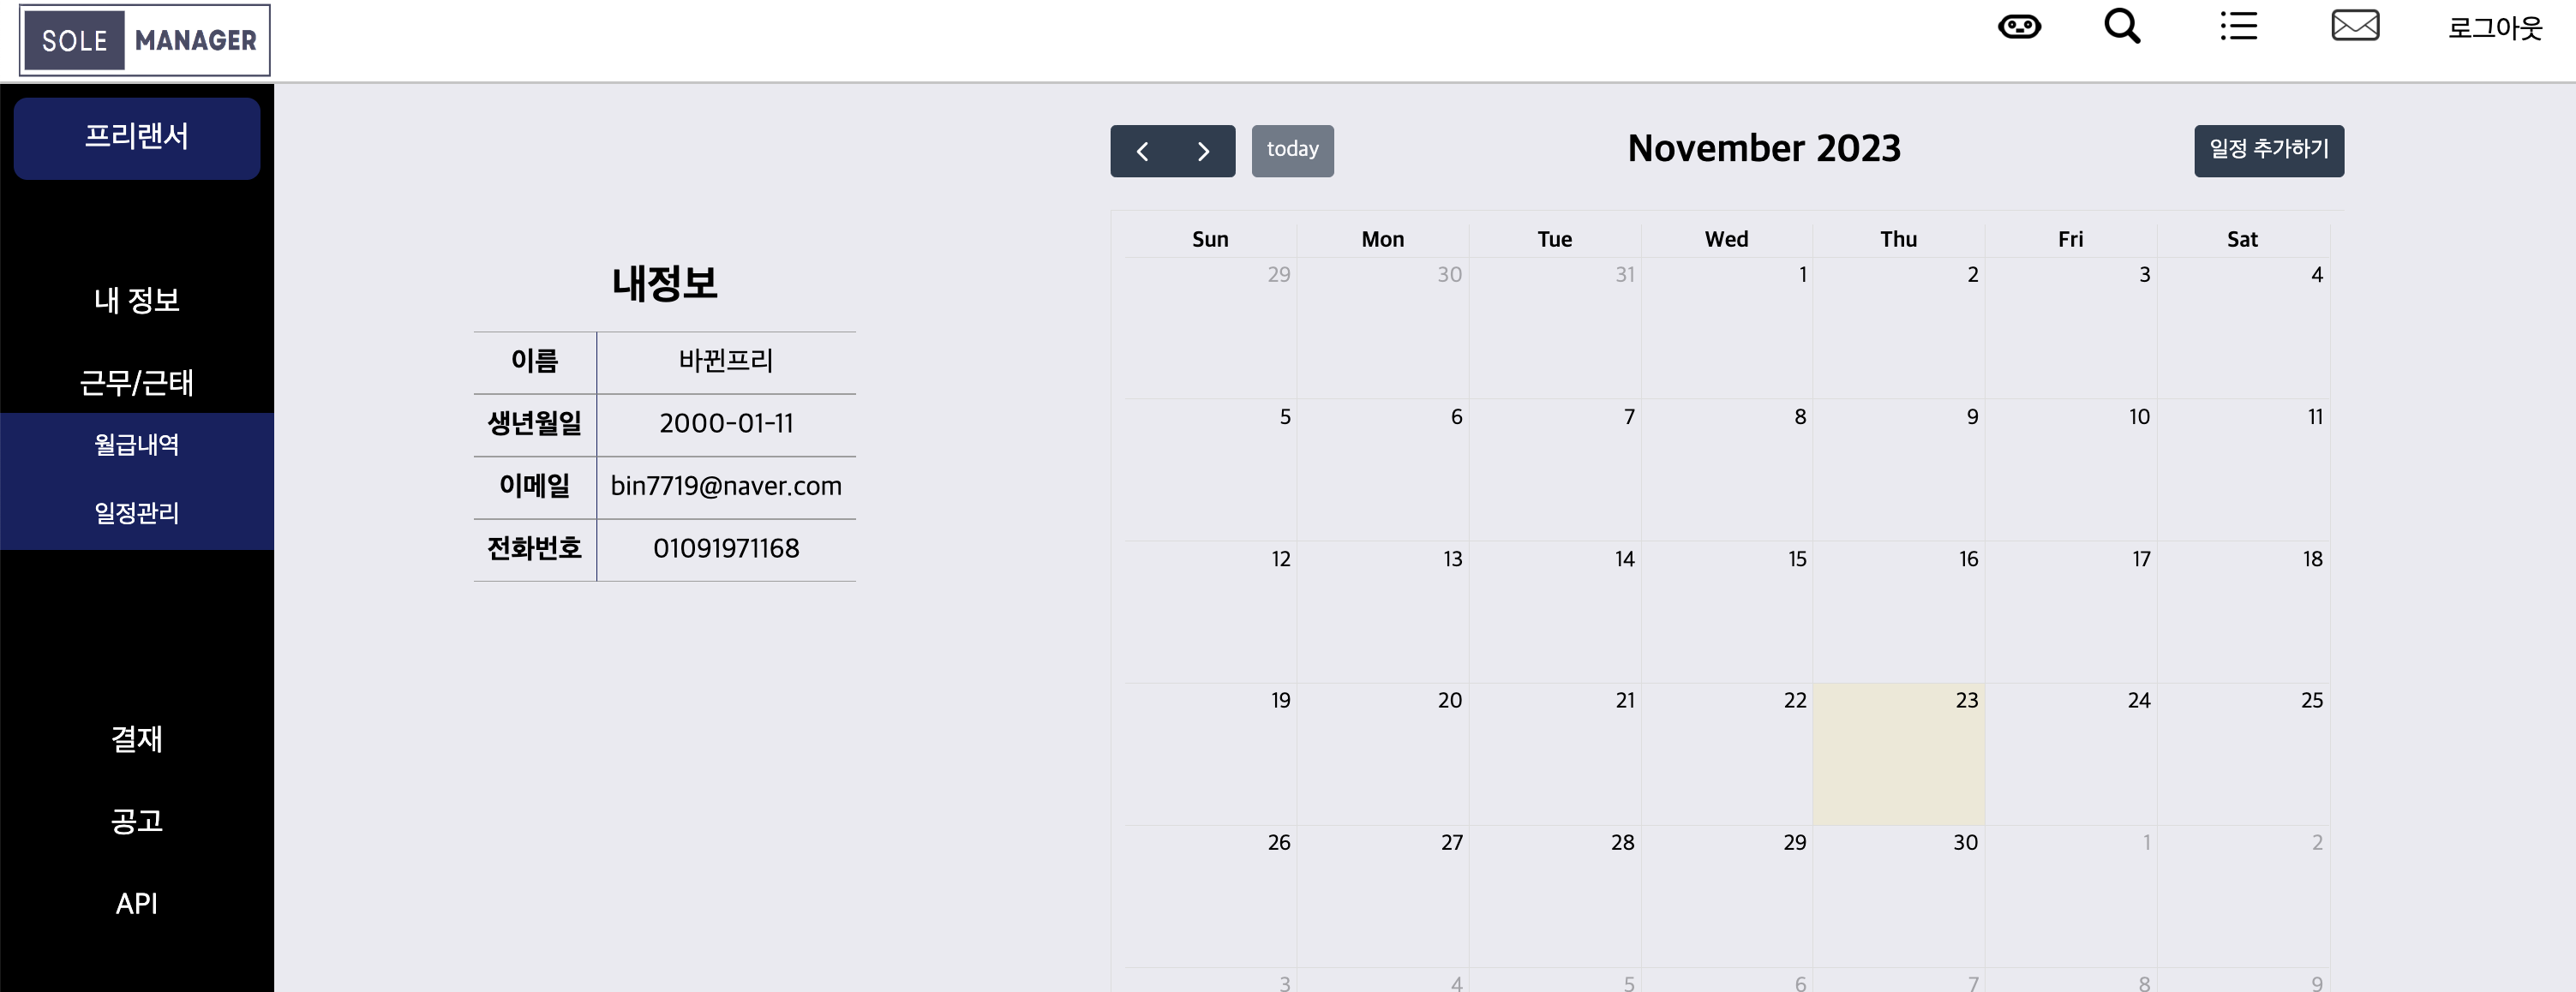 SOLE MANAGER
로그아웃
프리랜서
내 정보
근무/근태
월급내역
일정관리
결재
공고
API
내정보
이름 바뀐프리
생년월일 2000-01-11
이메일 bin7719@naver.com
전화번호 01091971168
today
November 2023
일정 추가하기
Sun Mon Tue Wed Thu Fri Sat
29 30 31 1 2 3 4
5 6 7 8 9 10 11
12 13 14 15 16 17 18
19 20 21 22 23 24 25
26 27 28 29 30 1 2
3 4 5 6 7 8 9